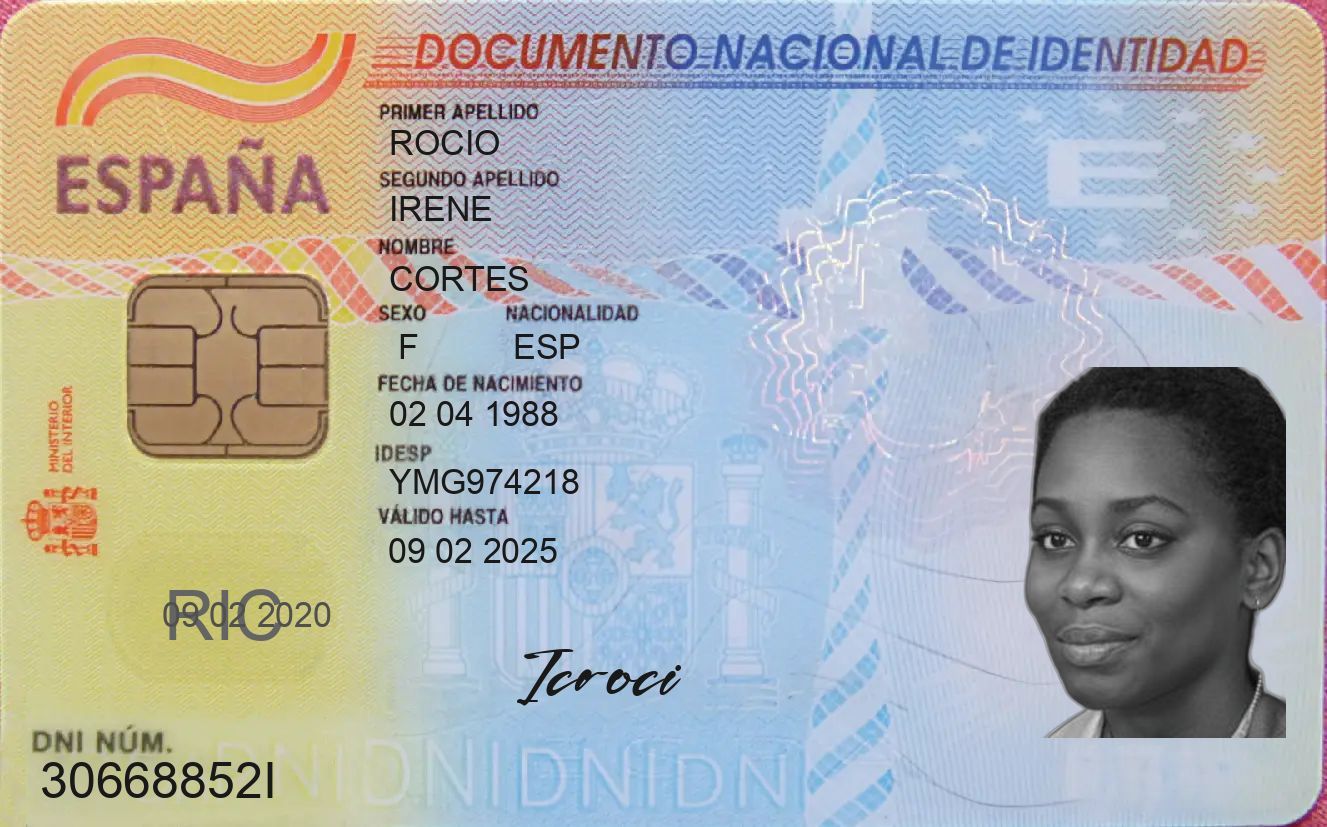 DOCUMENTO NACIONAL DE IDENTIDAD
ESPAÑA
PRIMER APELLIDO
ROCIO
SEGUNDO APELLIDO
IRENE
NOMBRE
CORTES
SEXO NACIONALIDAD
F ESP
FECHA DE NACIMIENTO
02 04 1988
IDESP
YMG974218
VÁLIDO HASTA
09 02 2025
MINISTERIO
DEL INTERIOR
RIC
09 02 2020
Icroci
DNI NÚM.
30668852I
E
DNIDNIDNIDNI